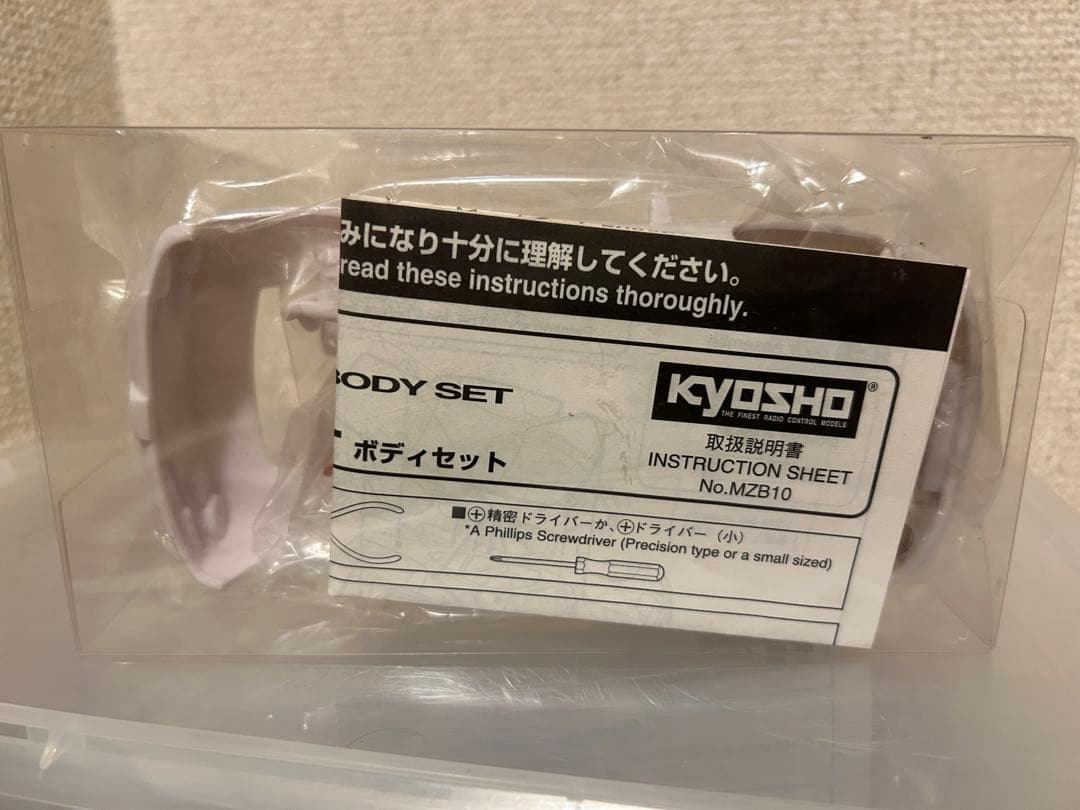 みになり十分に理解してください。
read these instructions thoroughly.
BODY SET
ボディセット
KYOSHO®
THE FINEST RADIO CONTROL MODELS
取扱説明書
INSTRUCTION SHEET
No.MZB10
■⊕精密ドライバーか、⊕ドライバー（小）
*A Phillips Screwdriver (Precision type or a small sized)